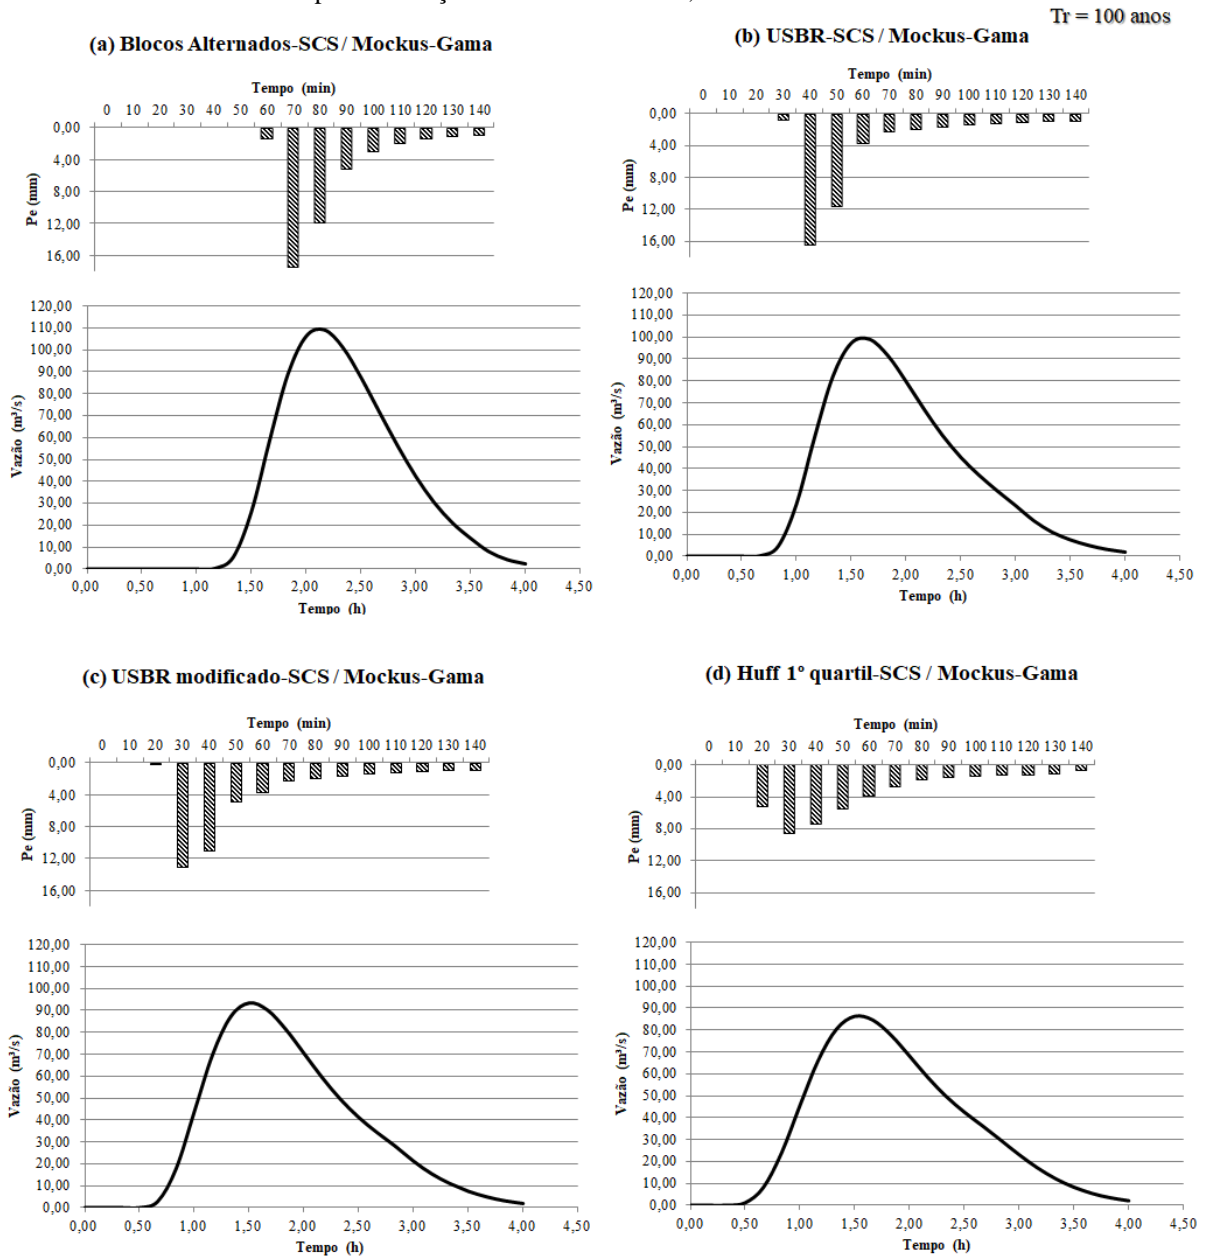 Tr = 100 anos
(a) Blocos Alternados-SCS / Mockus-Gama
Tempo (min)
0 10 20 30 40 50 60 70 80 90 100 110 120 130 140
0,00
4,00
8,00
12,00
16,00
Pe (mm)
120,00
110,00
100,00
90,00
80,00
70,00
60,00
50,00
40,00
30,00
20,00
10,00
0,00
Vazão (m³/s)
0,00 0,50 1,00 1,50 2,00 2,50 3,00 3,50 4,00 4,50
Tempo (h)
(b) USBR-SCS / Mockus-Gama
Tempo (min)
0 10 20 30 40 50 60 70 80 90 100 110 120 130 140
0,00
4,00
8,00
12,00
16,00
Pe (mm)
120,00
110,00
100,00
90,00
80,00
70,00
60,00
50,00
40,00
30,00
20,00
10,00
0,00
Vazão (m³/s)
0,00 0,50 1,00 1,50 2,00 2,50 3,00 3,50 4,00 4,50
Tempo (h)
(c) USBR modificado-SCS / Mockus-Gama
Tempo (min)
0 10 20 30 40 50 60 70 80 90 100 110 120 130 140
0,00
4,00
8,00
12,00
16,00
Pe (mm)
120,00
110,00
100,00
90,00
80,00
70,00
60,00
50,00
40,00
30,00
20,00
10,00
0,00
Vazão (m³/s)
0,00 0,50 1,00 1,50 2,00 2,50 3,00 3,50 4,00 4,50
Tempo (h)
(d) Huff 1º quartil-SCS / Mockus-Gama
Tempo (min)
0 10 20 30 40 50 60 70 80 90 100 110 120 130 140
0,00
4,00
8,00
12,00
16,00
Pe (mm)
120,00
110,00
100,00
90,00
80,00
70,00
60,00
50,00
40,00
30,00
20,00
10,00
0,00
Vazão (m³/s)
0,00 0,50 1,00 1,50 2,00 2,50 3,00 3,50 4,00 4,50
Tempo (h)